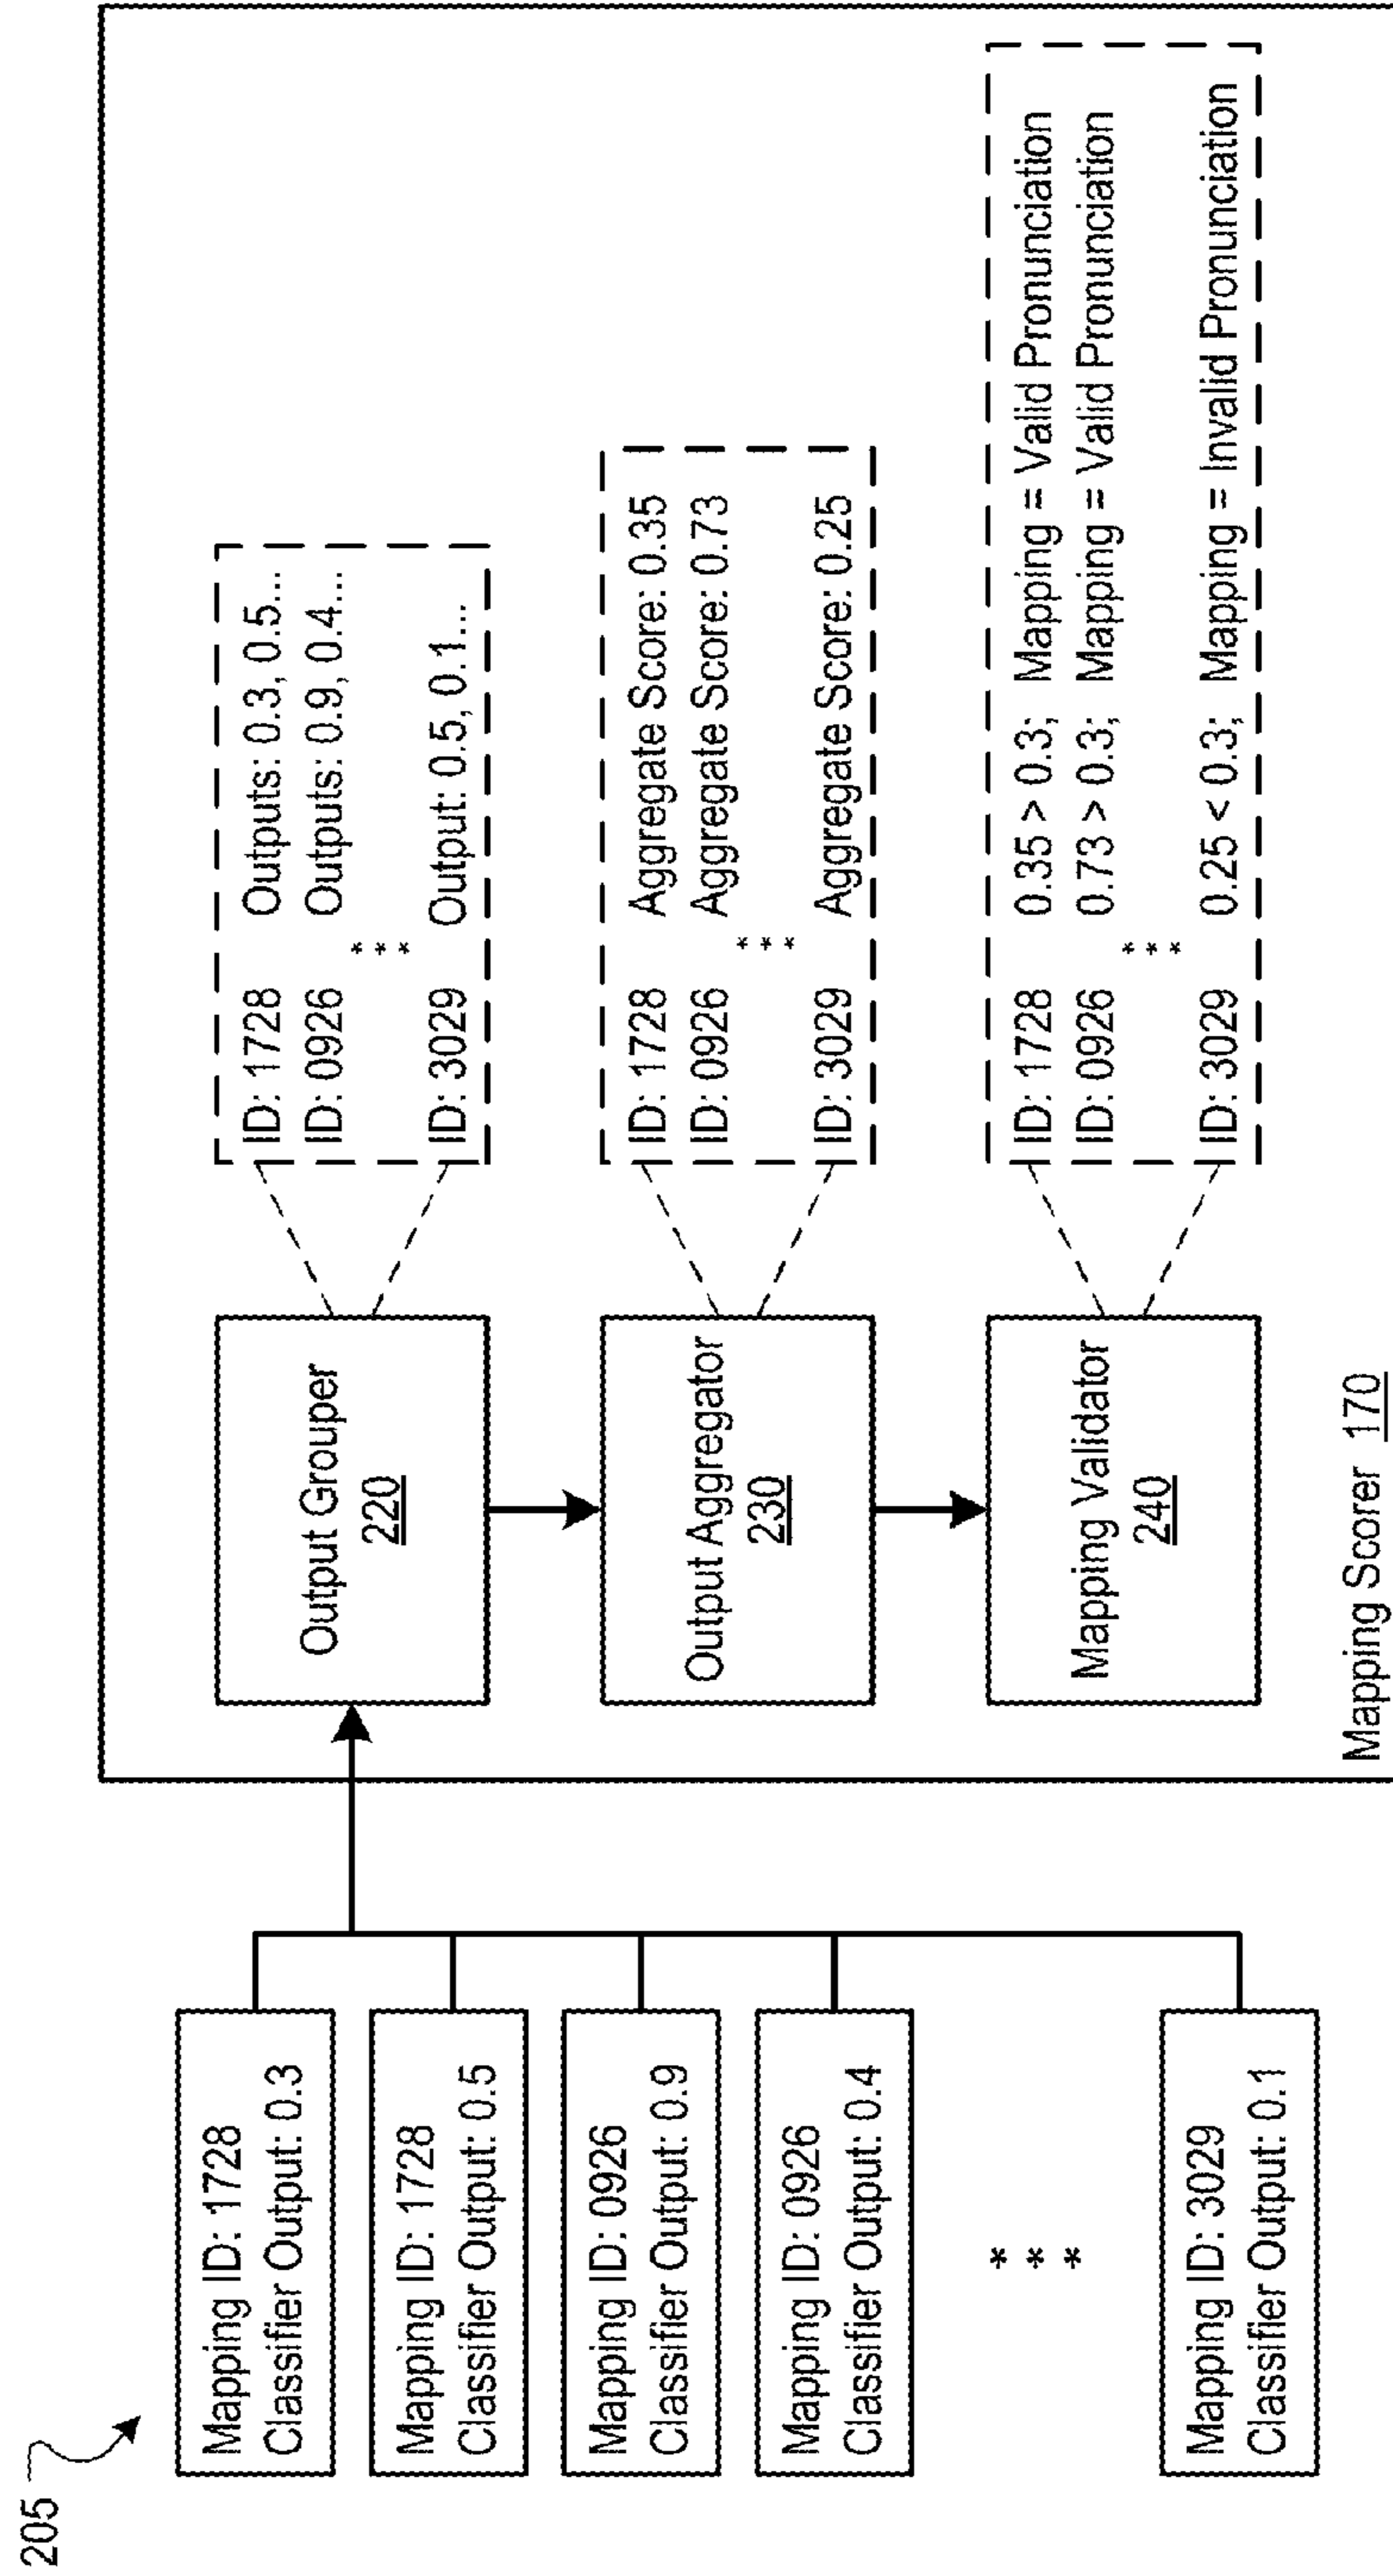 205
Mapping ID: 1728
Classifier Output: 0.3
Mapping ID: 1728
Classifier Output: 0.5
Mapping ID: 0926
Classifier Output: 0.9
Mapping ID: 0926
Classifier Output: 0.4
* * *
Mapping ID: 3029
Classifier Output: 0.1
Output Grouper
220
ID: 1728 Outputs: 0.3, 0.5...
ID: 0926 Outputs: 0.9, 0.4...
* * *
ID: 3029 Output: 0.5, 0.1...
Output Aggregator
230
ID: 1728 Aggregate Score: 0.35
ID: 0926 Aggregate Score: 0.73
* * *
ID: 3029 Aggregate Score: 0.25
Mapping Validator
240
ID: 1728 0.35 > 0.3; Mapping = Valid Pronunciation
ID: 0926 0.73 > 0.3; Mapping = Valid Pronunciation
* * *
ID: 3029 0.25 < 0.3; Mapping = Invalid Pronunciation
Mapping Scorer 170